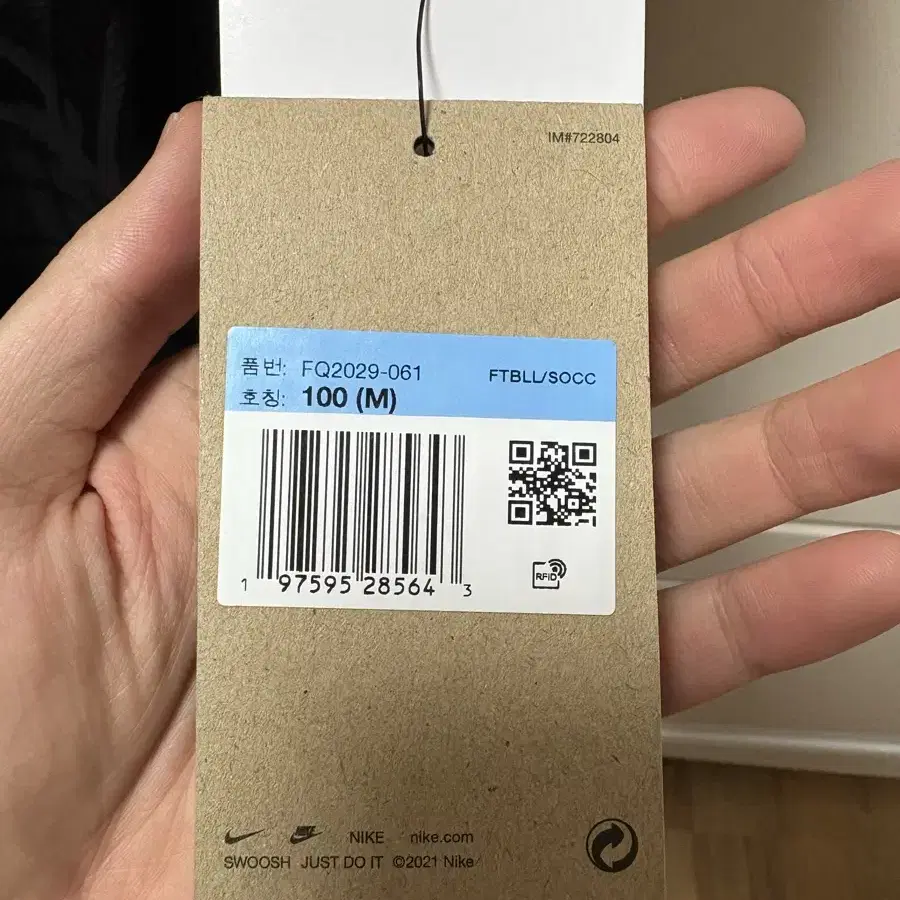 IM#722804
품번: FQ2029-061
FTBLL/SOCC
호칭: 100 (M)
1 97595 28564 3
RFID
NIKE nike.com
SWOOSH JUST DO IT ©2021 Nike